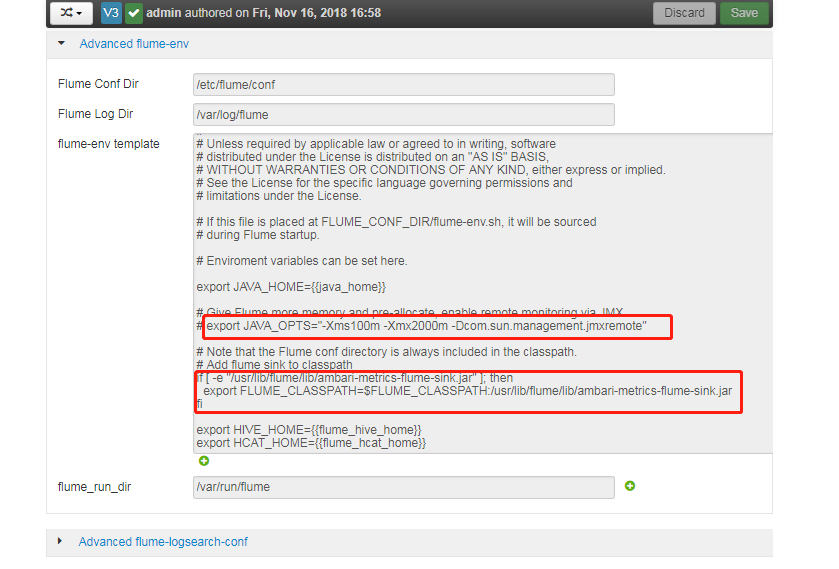 V3 admin authored on Fri, Nov 16, 2018 16:58 Discard Save
Advanced flume-env
Flume Conf Dir /etc/flume/conf
Flume Log Dir /var/log/flume
flume-env template
# Unless required by applicable law or agreed to in writing, software
# distributed under the License is distributed on an "AS IS" BASIS,
# WITHOUT WARRANTIES OR CONDITIONS OF ANY KIND, either express or implied.
# See the License for the specific language governing permissions and
# limitations under the License.
# If this file is placed at FLUME_CONF_DIR/flume-env.sh, it will be sourced
# during Flume startup.
# Enviroment variables can be set here.
export JAVA_HOME={{java_home}}
# Give Flume more memory and pre-allocate, enable remote monitoring via JMX
# export JAVA_OPTS="-Xms100m -Xmx2000m -Dcom.sun.management.jmxremote"
# Note that the Flume conf directory is always included in the classpath.
# Add flume sink to classpath
if [ -e "/usr/lib/flume/lib/ambari-metrics-flume-sink.jar" ]; then
export FLUME_CLASSPATH=$FLUME_CLASSPATH:/usr/lib/flume/lib/ambari-metrics-flume-sink.jar
fi
export HIVE_HOME={{flume_hive_home}}
export HCAT_HOME={{flume_hcat_home}}
flume_run_dir /var/run/flume
Advanced flume-logsearch-conf